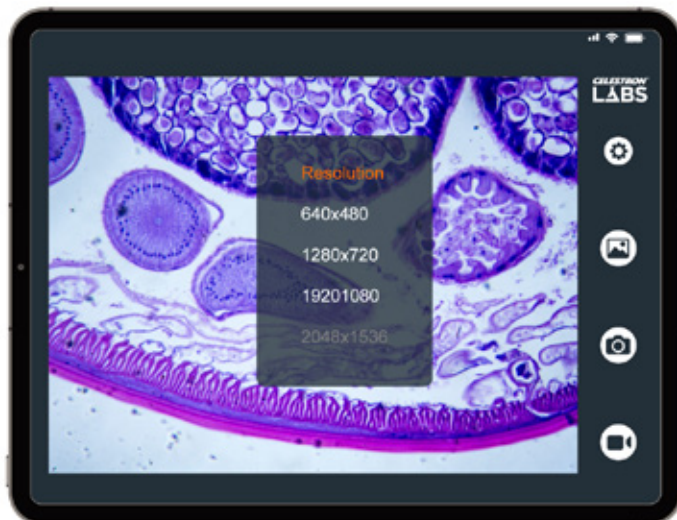 CELESTRON
LABS
Resolution
640x480
1280x720
19201080
2048x1536